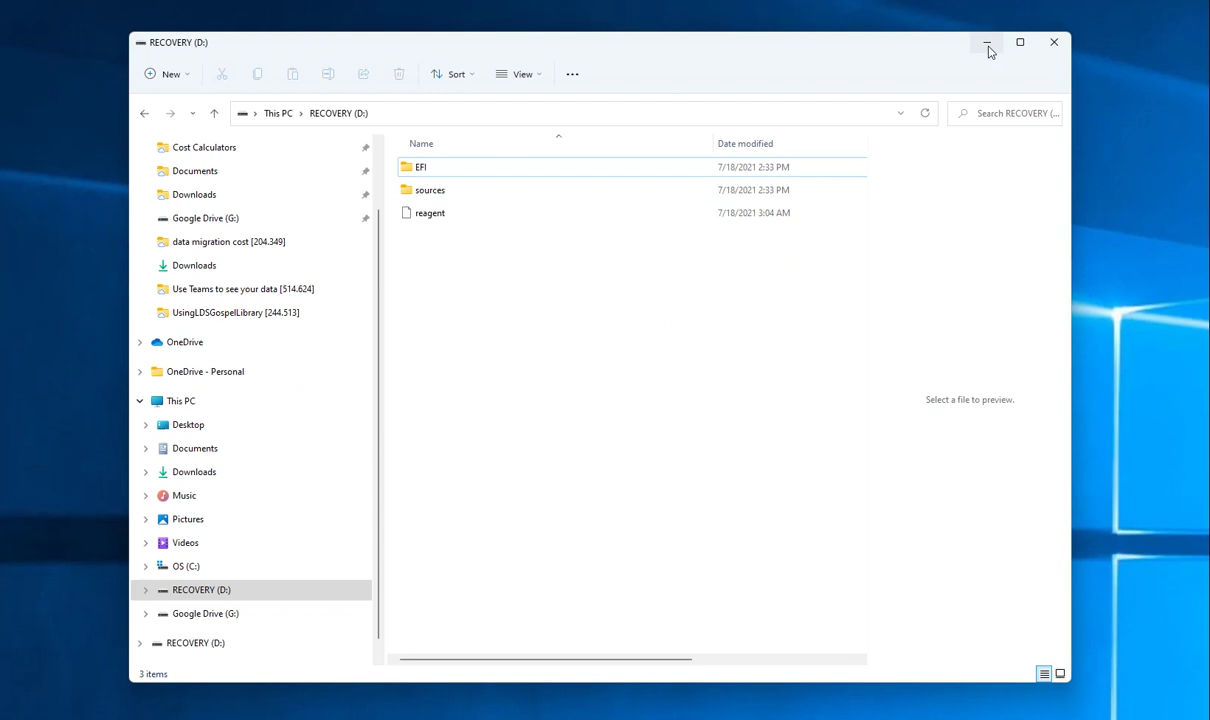 RECOVERY (D:)
New Sort View
This PC > RECOVERY (D:)
Search RECOVERY (...
Name Date modified
Cost Calculators
Documents
Downloads
Google Drive (G:)
data migration cost [204.349]
Downloads
Use Teams to see your data [514.624]
UsingLDSGospelLibrary [244.513]
OneDrive
OneDrive - Personal
This PC
Desktop
Documents
Downloads
Music
Pictures
Videos
OS (C:)
RECOVERY (D:)
Google Drive (G:)
RECOVERY (D:)
EFI 7/18/2021 2:33 PM
sources 7/18/2021 2:33 PM
reagent 7/18/2021 3:04 AM
Select a file to preview.
3 items